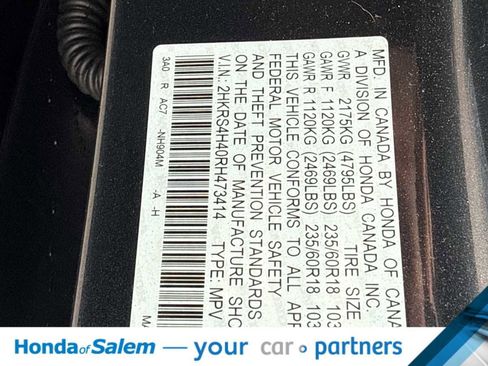 MFD. IN CANADA BY HONDA OF CANA
A DIVISION OF HONDA CANADA INC.
GVWR 2175KG (4795LBS) TIRE SIZE
GAWR F 1120KG (2469LBS) 235/60R18 103
GAWR R 1120KG (2469LBS) 235/60R18 103
THIS VEHICLE CONFORMS TO ALL APP
FEDERAL MOTOR VEHICLE SAFETY
AND THEFT PREVENTION STANDARDS
ON THE DATE OF MANUFACTURE SHO
V.I.N: 2HKRS4H40RH473414 TYPE: MPV
3A0 R AC7 -NH904M -A -H MA
Honda of Salem — your car partners